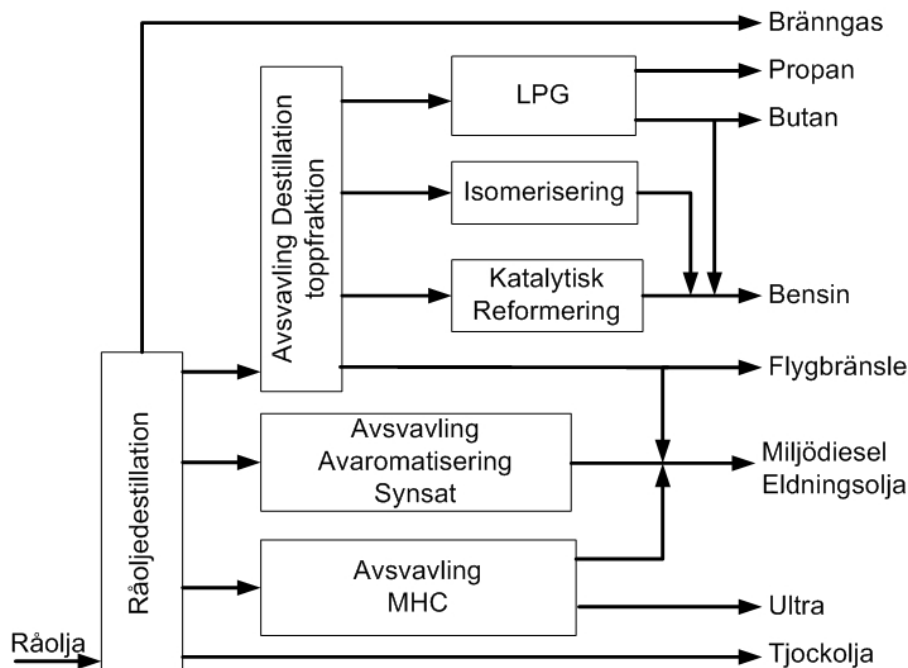 Bränngas
Propan
LPG
Butan
Avsvavling Destillation
toppfraktion
Isomerisering
Katalytisk
Reformering
Bensin
Flygbränsle
Råoljedestillation
Avsvavling
Avaromatisering
Synsat
Miljödiesel
Eldningsolja
Avsvavling
MHC
Ultra
Råolja
Tjockolja